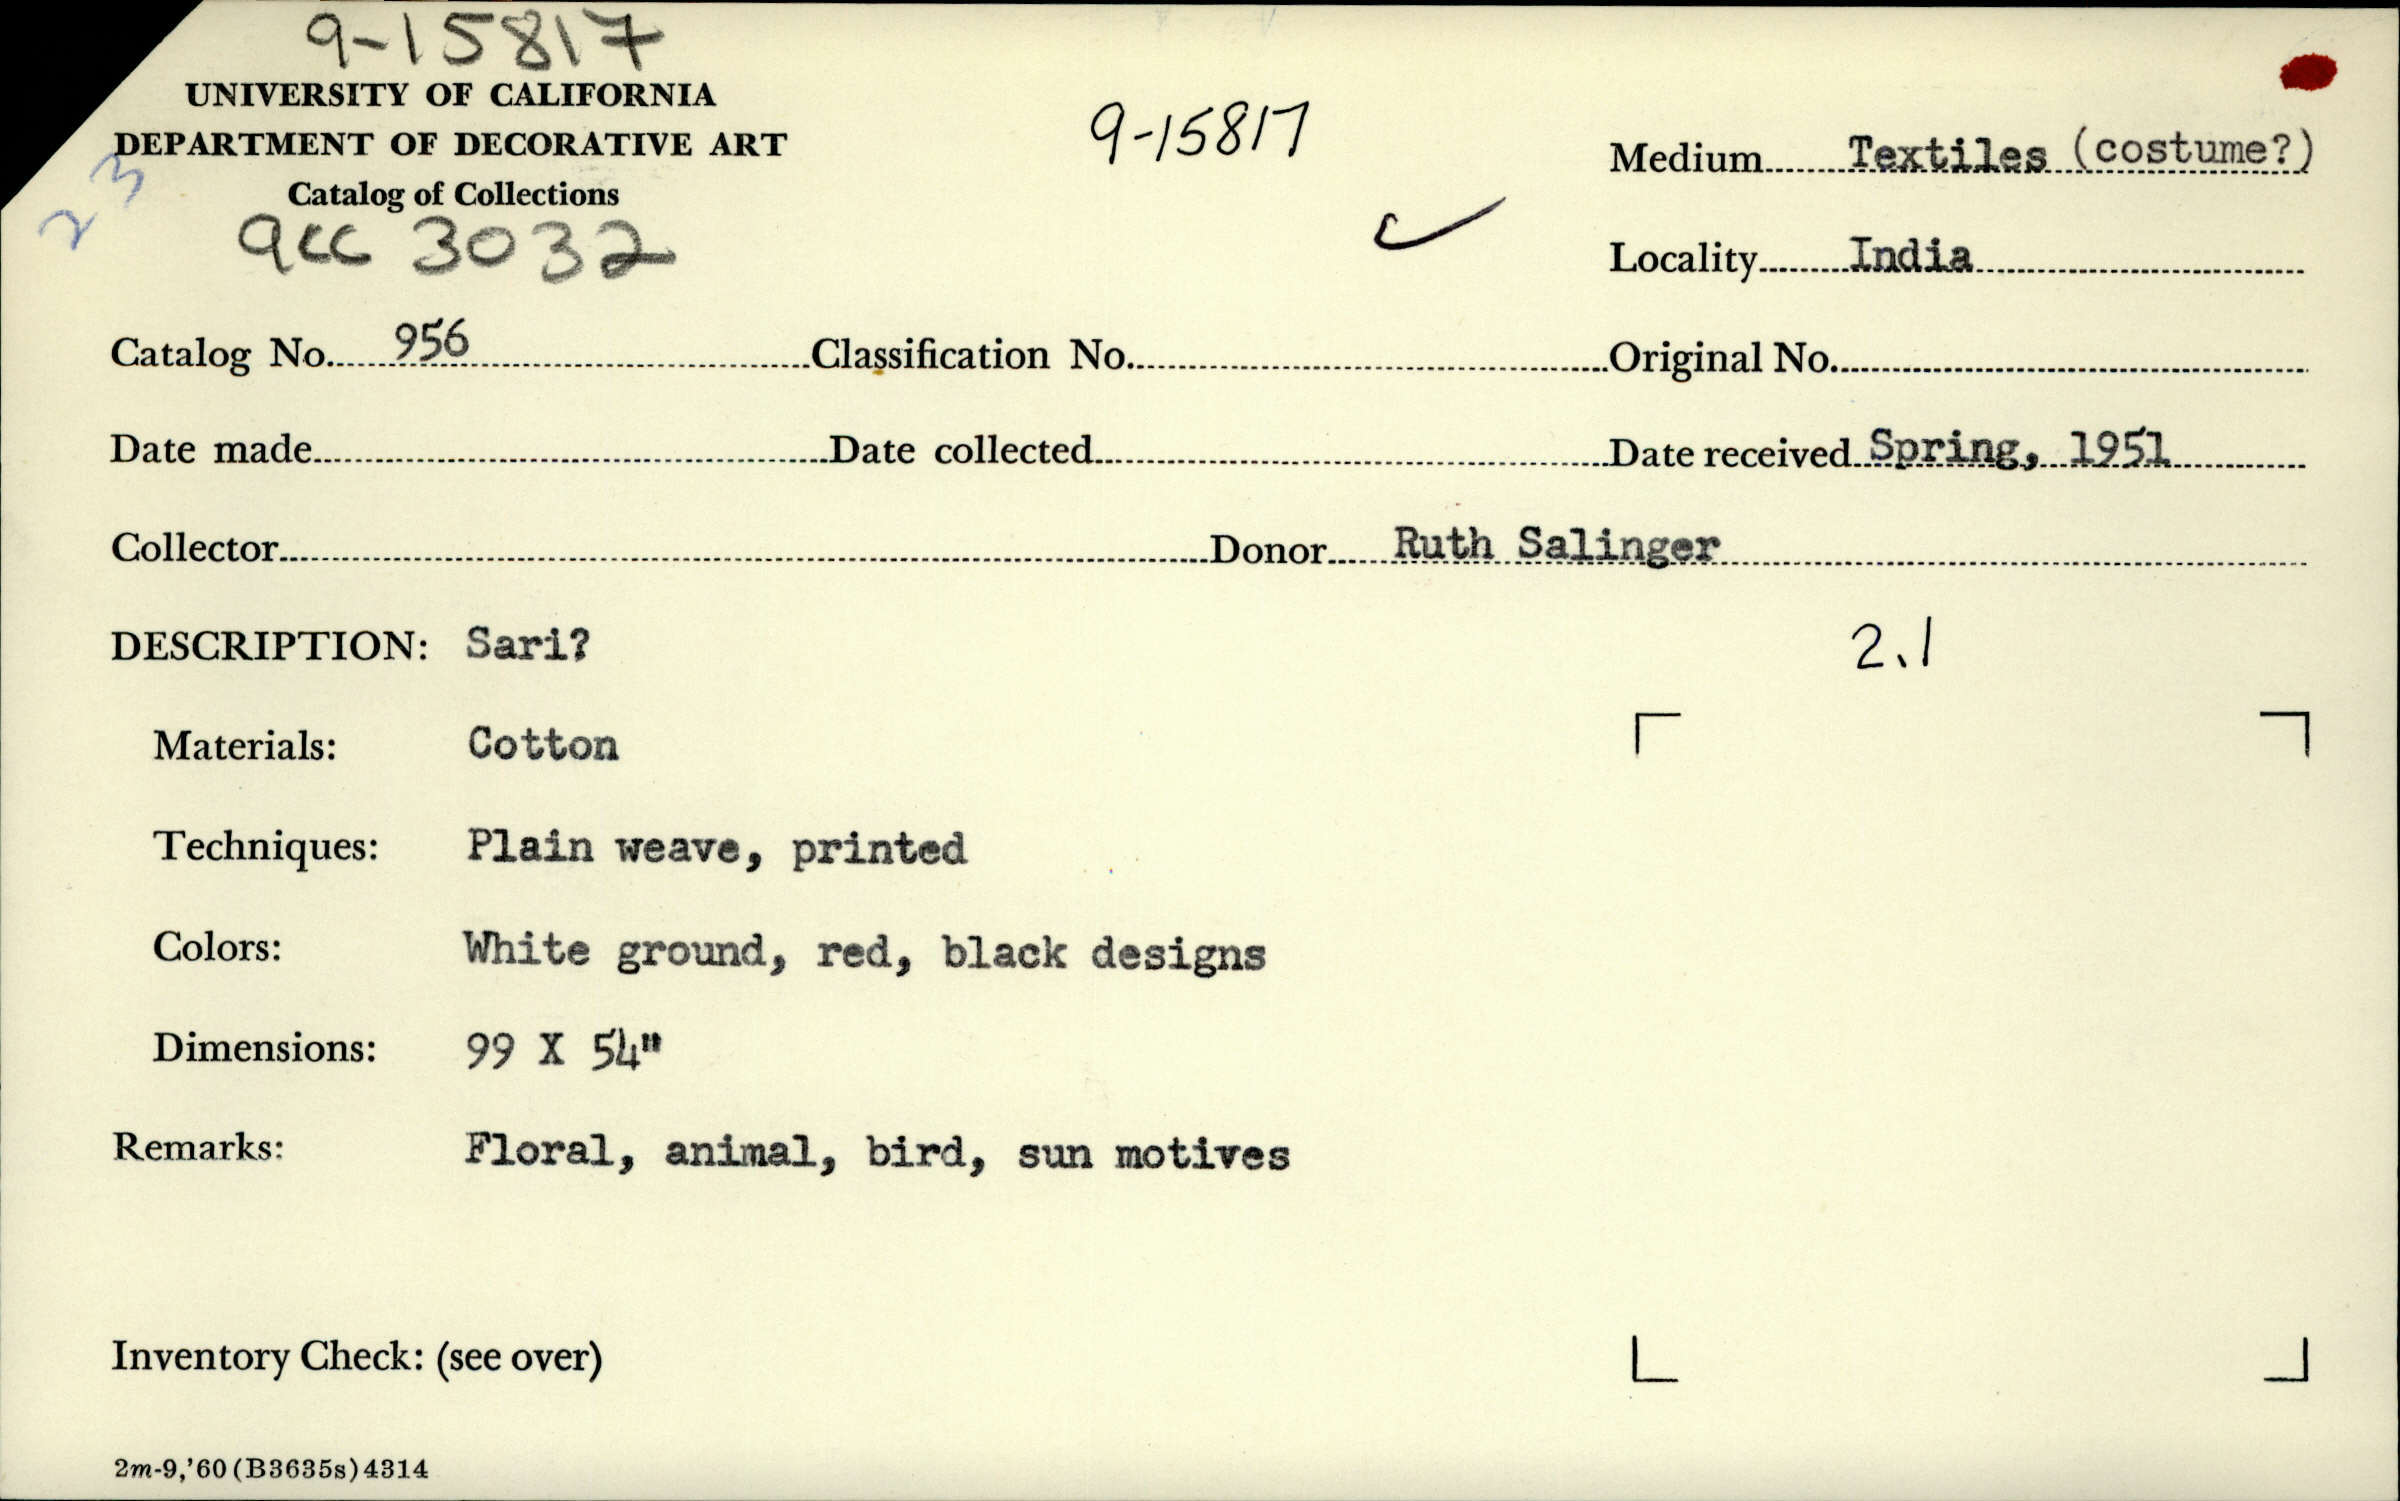 9-15817
UNIVERSITY OF CALIFORNIA
DEPARTMENT OF DECORATIVE ART
Catalog of Collections
23
acc 3032
9-15817
Medium Textiles (costume?)
Locality India
Catalog No. 956 Classification No. Original No.
Date made Date collected Date received Spring, 1951
Collector Donor Ruth Salinger
DESCRIPTION: Sari?
2.1
Materials: Cotton
Techniques: Plain weave, printed
Colors: White ground, red, black designs
Dimensions: 99 X 54"
Remarks: Floral, animal, bird, sun motives
Inventory Check: (see over)
2m-9,'60(B3635s)4314